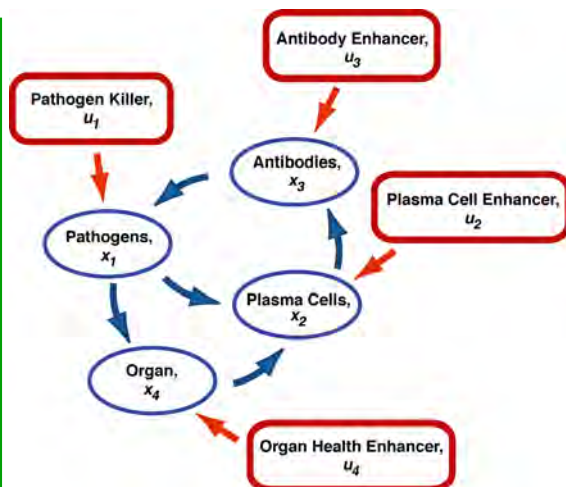 Antibody Enhancer,
u3
Pathogen Killer,
u1
Antibodies,
x3
Plasma Cell Enhancer,
u2
Pathogens,
x1
Plasma Cells,
x2
Organ,
x4
Organ Health Enhancer,
u4